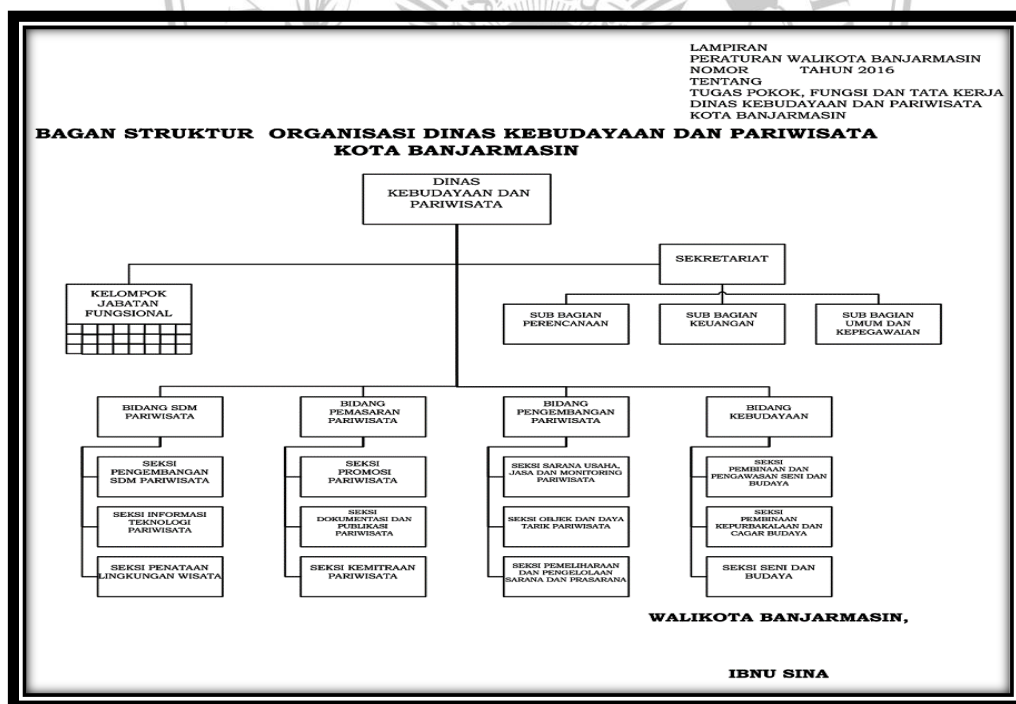 LAMPIRAN
PERATURAN WALIKOTA BANJARMASIN
NOMOR TAHUN 2016
TENTANG
TUGAS POKOK, FUNGSI DAN TATA KERJA
DINAS KEBUDAYAAN DAN PARIWISATA
KOTA BANJARMASIN
BAGAN STRUKTUR ORGANISASI DINAS KEBUDAYAAN DAN PARIWISATA
KOTA BANJARMASIN
DINAS
KEBUDAYAAN DAN
PARIWISATA
SEKRETARIAT
KELOMPOK
JABATAN
FUNGSIONAL
SUB BAGIAN
PERENCANAAN
SUB BAGIAN
KEUANGAN
SUB BAGIAN
UMUM DAN
KEPEGAWAIAN
BIDANG SDM
PARIWISATA
SEKSI
PENGEMBANGAN
SDM PARIWISATA
SEKSI INFORMASI
TEKNOLOGI
PARIWISATA
SEKSI PENATAAN
LINGKUNGAN WISATA
BIDANG
PEMASARAN
PARIWISATA
SEKSI
PROMOSI
PARIWISATA
SEKSI
DOKUMENTASI DAN
PUBLIKASI
PARIWISATA
SEKSI KEMITRAAN
PARIWISATA
BIDANG
PENGEMBANGAN
PARIWISATA
SEKSI SARANA USAHA,
JASA DAN MONITORING
PARIWISATA
SEKSI OBJEK DAN DAYA
TARIK PARIWISATA
SEKSI PEMELIHARAAN
DAN PENGELOLAAN
SARANA DAN PRASARANA
BIDANG
KEBUDAYAAN
SEKSI
PEMBINAAN DAN
PENGAWASAN SENI DAN
BUDAYA
SEKSI
PEMBINAAN
KEPURBAKALAAN DAN
CAGAR BUDAYA
SEKSI SENI DAN
BUDAYA
WALIKOTA BANJARMASIN,
IBNU SINA